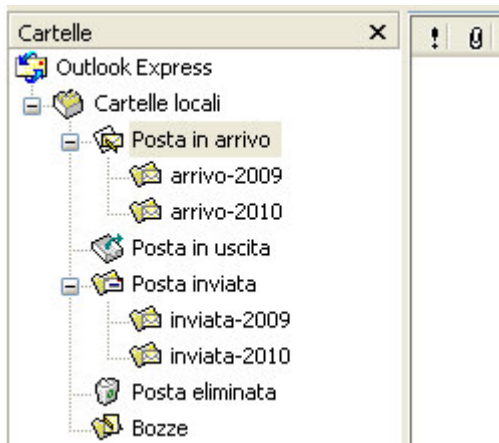 Cartelle
Outlook Express
Cartelle locali
Posta in arrivo
arrivo-2009
arrivo-2010
Posta in uscita
Posta inviata
inviata-2009
inviata-2010
Posta eliminata
Bozze